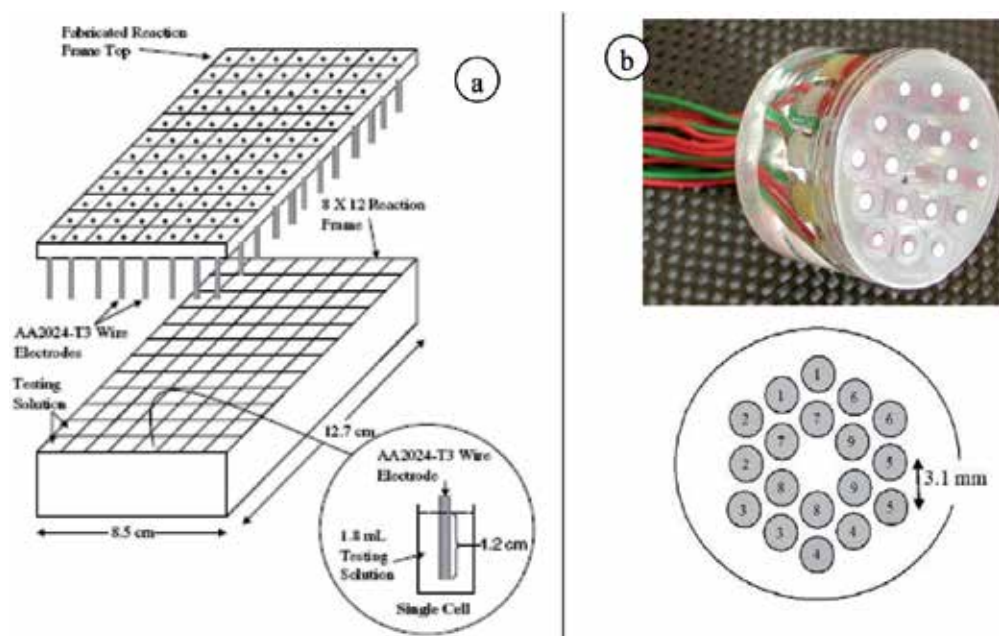 Fabricated Reaction
Frame Top
a
8 X 12 Reaction
Frame
AA2024-T3 Wire
Electrodes
Testing
Solution
12.7 cm
8.5 cm
AA2024-T3 Wire
Electrode
1.8 mL
Testing
Solution
1.2 cm
Single Cell
b
1
1
6
2
7
6
7
9
2
5
8
9
3
8
5
3
4
4
3.1 mm